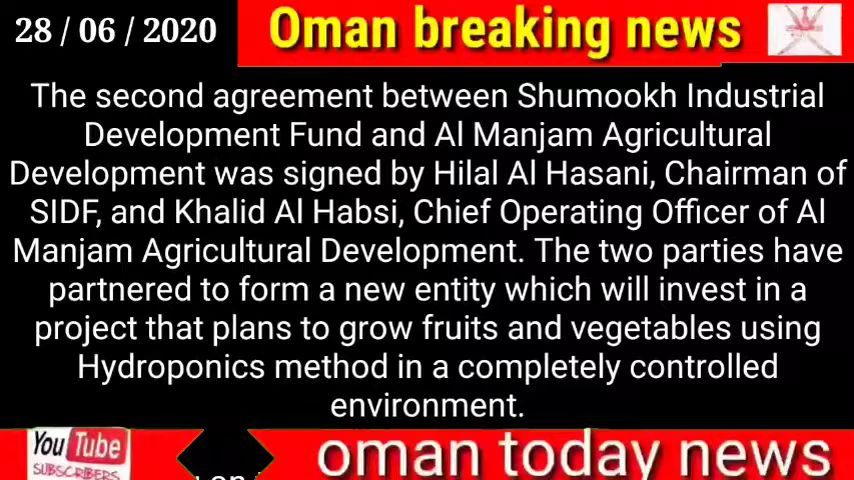 28 / 06 / 2020
Oman breaking news
The second agreement between Shumookh Industrial
Development Fund and Al Manjam Agricultural
Development was signed by Hilal Al Hasani, Chairman of
SIDF, and Khalid Al Habsi, Chief Operating Officer of Al
Manjam Agricultural Development. The two parties have
partnered to form a new entity which will invest in a
project that plans to grow fruits and vegetables using
Hydroponics method in a completely controlled
environment.
YouTube
SUBSCRIBERS
oman today news